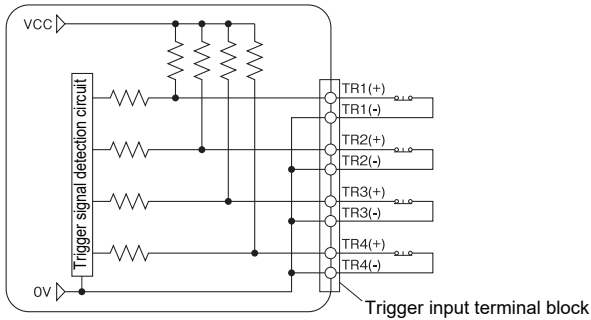 VCC
Trigger signal detection circuit
TR1(+)
TR1(-)
TR2(+)
TR2(-)
TR3(+)
TR3(-)
TR4(+)
TR4(-)
0V
Trigger input terminal block